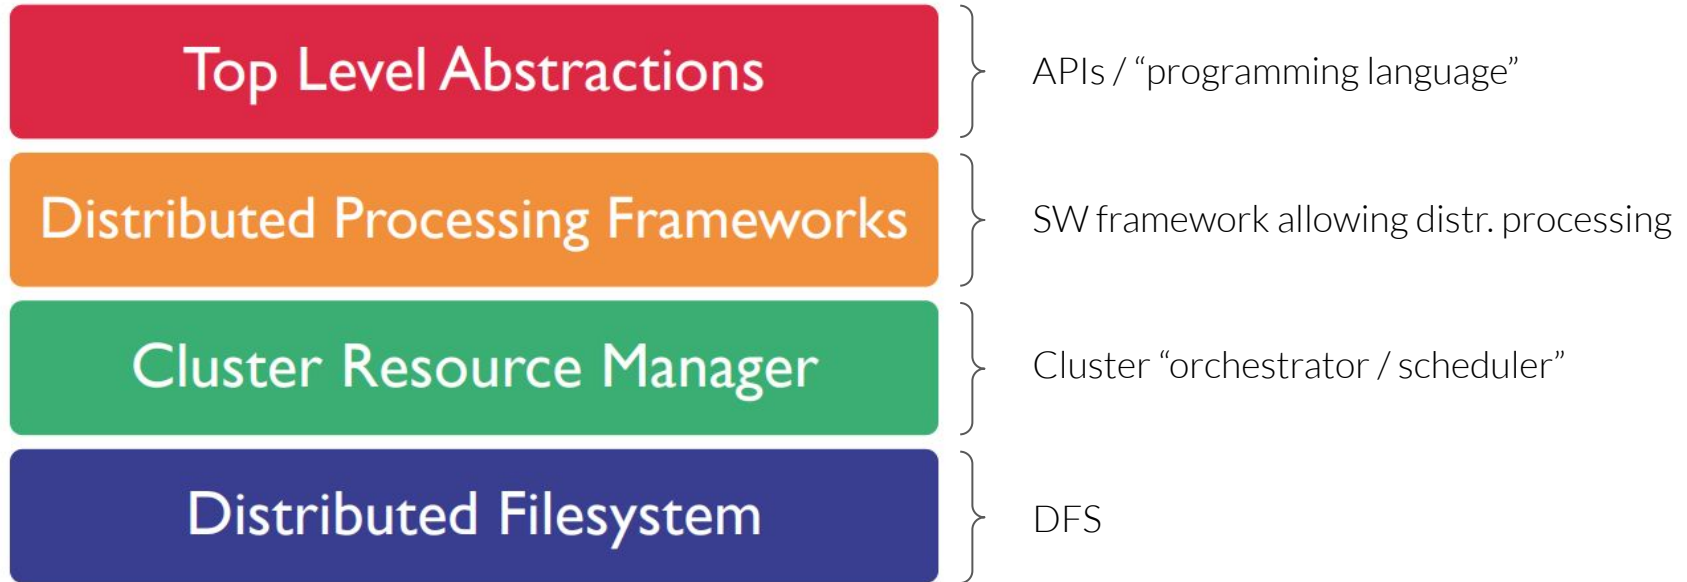 Top Level Abstractions
APIs / “programming language”
Distributed Processing Frameworks
SW framework allowing distr. processing
Cluster Resource Manager
Cluster “orchestrator / scheduler”
Distributed Filesystem
DFS